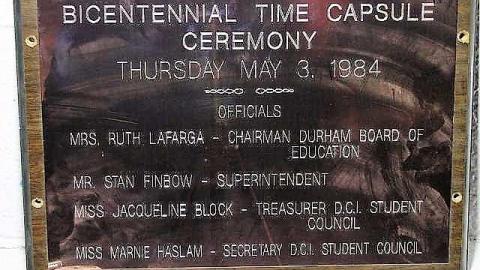 BICENTENNIAL TIME CAPSULE
CEREMONY
THURSDAY MAY 3, 1984
OFFICIALS
MRS. RUTH LAFARGA - CHAIRMAN DURHAM BOARD OF
EDUCATION
MR. STAN FINBOW - SUPERINTENDENT
MISS JACQUELINE BLOCK - TREASURER D.C.I. STUDENT
COUNCIL
MISS MARNIE HASLAM - SECRETARY D.C.I. STUDENT COUNCIL